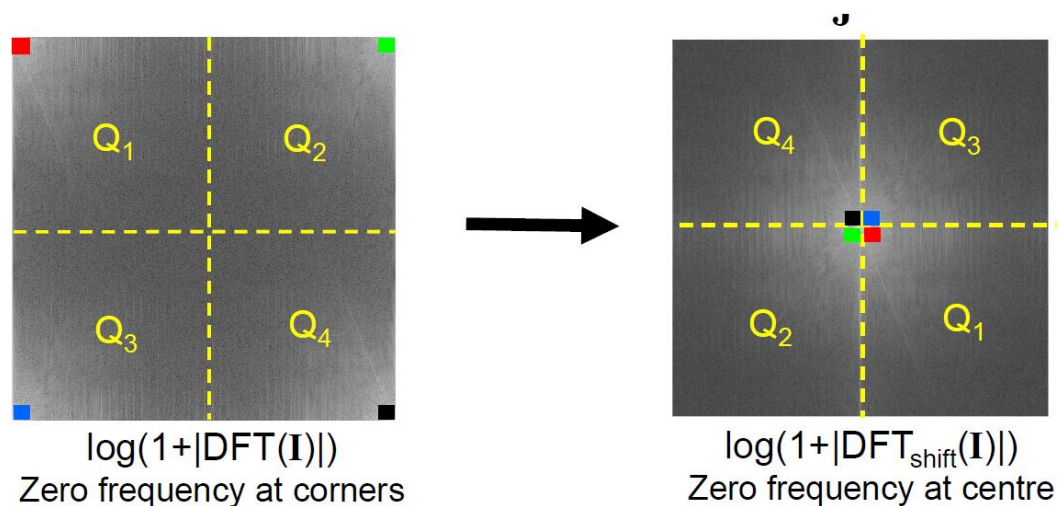 Q1 Q2
Q3 Q4
log(1+|DFT(I)|)
Zero frequency at corners
Q4 Q3
Q2 Q1
log(1+|DFTshift(I)|)
Zero frequency at centre